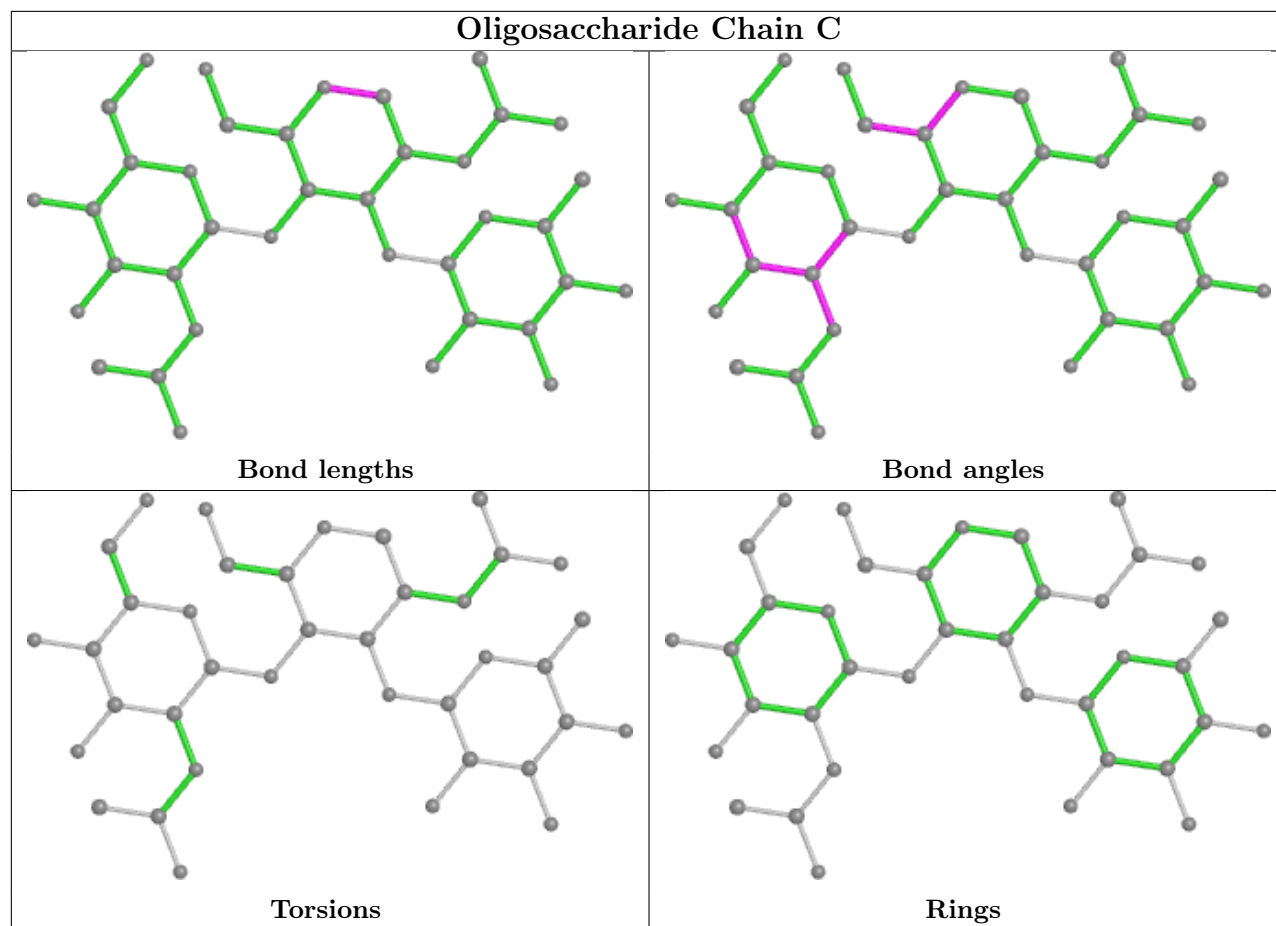 Oligosaccharide Chain C
Bond lengths
Bond angles
Torsions
Rings